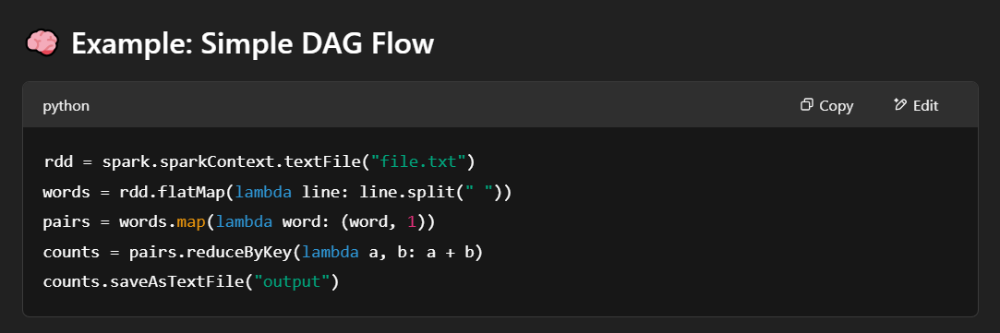 🧠 Example: Simple DAG Flow
python Copy Edit
rdd = spark.sparkContext.textFile("file.txt")
words = rdd.flatMap(lambda line: line.split(" "))
pairs = words.map(lambda word: (word, 1))
counts = pairs.reduceByKey(lambda a, b: a + b)
counts.saveAsTextFile("output")